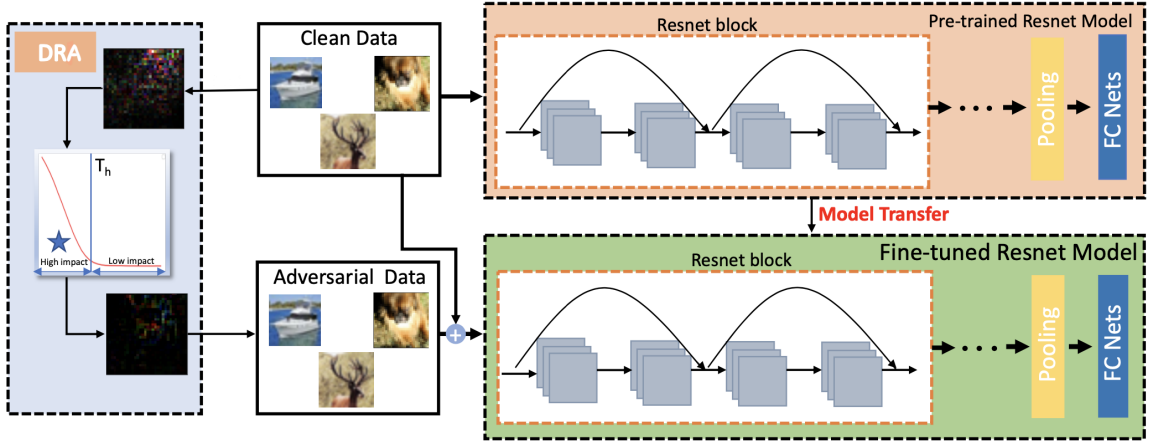 DRA
T_h
High impact
Low impact
Clean Data
Adversarial Data
+
Resnet block
Pre-trained Resnet Model
Pooling
FC Nets
Model Transfer
Fine-tuned Resnet Model
Resnet block
Pooling
FC Nets